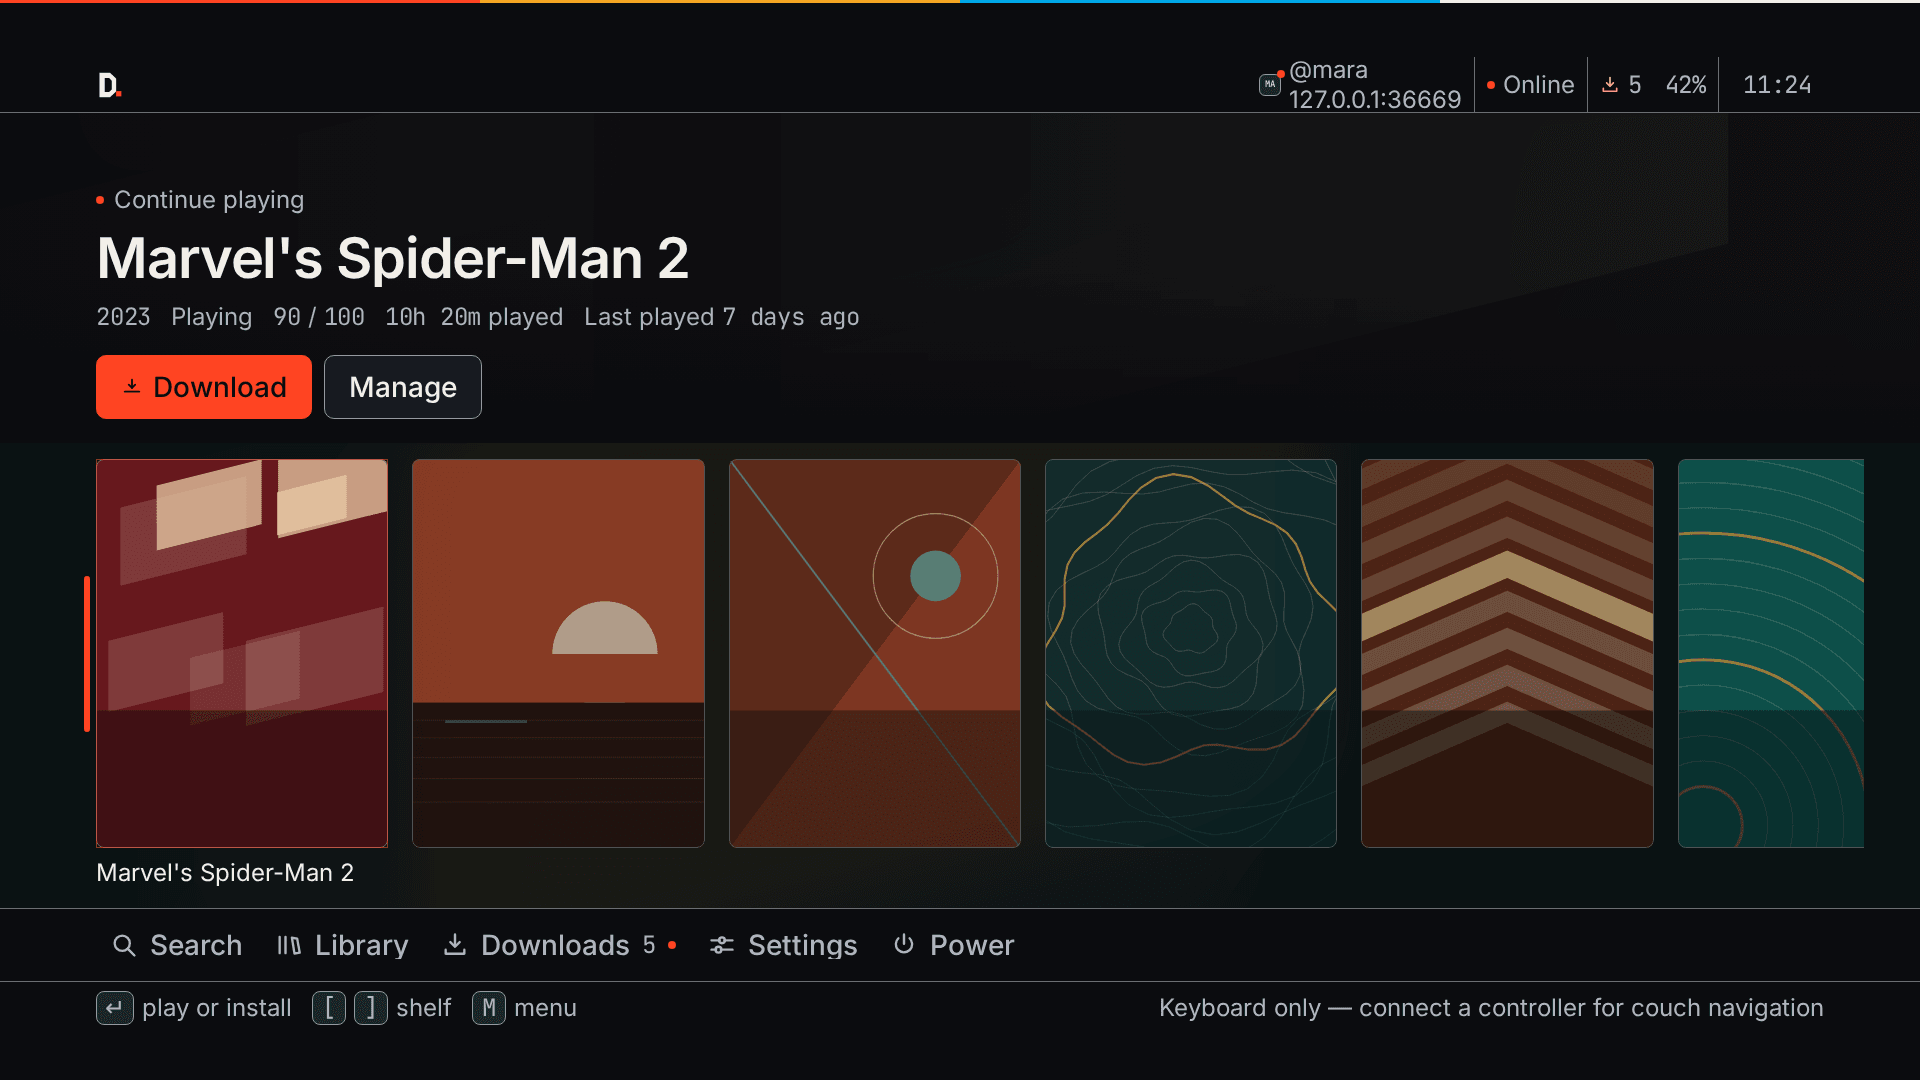 D.
MA
@mara
127.0.0.1:36669
Online
5 42%
11:24
Continue playing
Marvel's Spider-Man 2
2023 Playing 90 / 100 10h 20m played Last played 7 days ago
Download Manage
Marvel's Spider-Man 2
Search Library Downloads 5 Settings Power
↵ play or install [ ] shelf M menu
Keyboard only — connect a controller for couch navigation